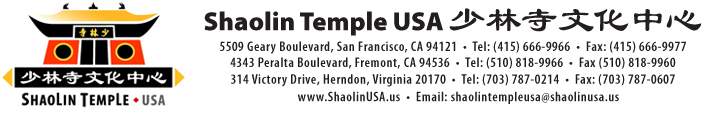 少林寺
少林寺文化中心
SHAOLIN TEMPLE ♦ USA
Shaolin Temple USA 少林寺文化中心
5509 Geary Boulevard, San Francisco, CA 94121 • Tel: (415) 666-9966 • Fax: (415) 666-9977
4343 Peralta Boulevard, Fremont, CA 94536 • Tel: (510) 818-9966 • Fax (510) 818-9960
314 Victory Drive, Herndon, Virginia 20170 • Tel: (703) 787-0214 • Fax: (703) 787-0607
www.ShaolinUSA.us • Email: shaolintempleusa@shaolinusa.us